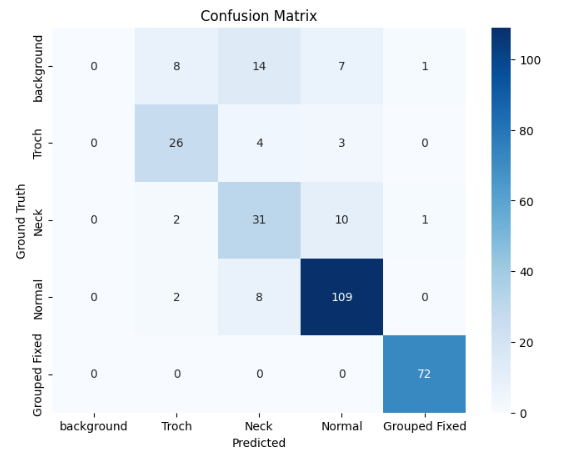 Confusion Matrix
background
0 8 14 7 1
100
Troch
0 26 4 3 0
80
Ground Truth
Neck
0 2 31 10 1
60
40
Normal
0 2 8 109 0
20
Grouped Fixed
0 0 0 0 72
0
background Troch Neck Normal Grouped Fixed
Predicted